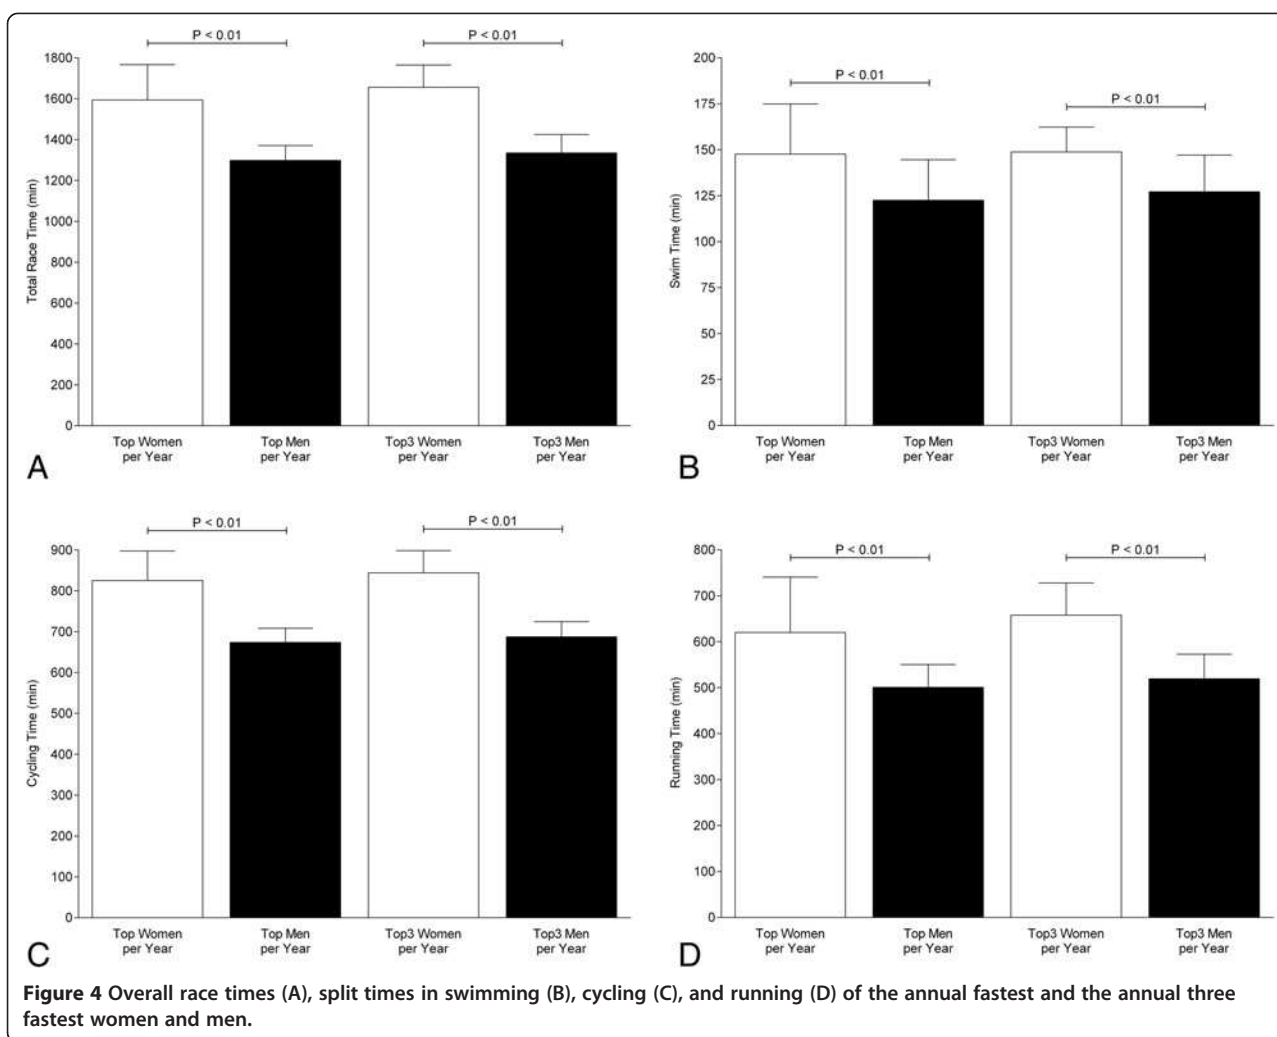 P < 0.01
P < 0.01
1800
1600
1400
1200
1000
800
600
400
200
0
Total Race Time (min)
Top Women
per Year
Top Men
per Year
Top3 Women
per Year
Top3 Men
per Year
A
P < 0.01
P < 0.01
200
175
150
125
100
75
50
25
0
Swim Time (min)
Top Women
per Year
Top Men
per Year
Top3 Women
per Year
Top3 Men
per Year
B
P < 0.01
P < 0.01
900
800
700
600
500
400
300
200
100
0
Cycling Time (min)
Top Women
per Year
Top Men
per Year
Top3 Women
per Year
Top3 Men
per Year
C
P < 0.01
P < 0.01
800
700
600
500
400
300
200
100
0
Running Time (min)
Top Women
per Year
Top Men
per Year
Top3 Women
per Year
Top3 Men
per Year
D
Figure 4 Overall race times (A), split times in swimming (B), cycling (C), and running (D) of the annual fastest and the annual three
fastest women and men.